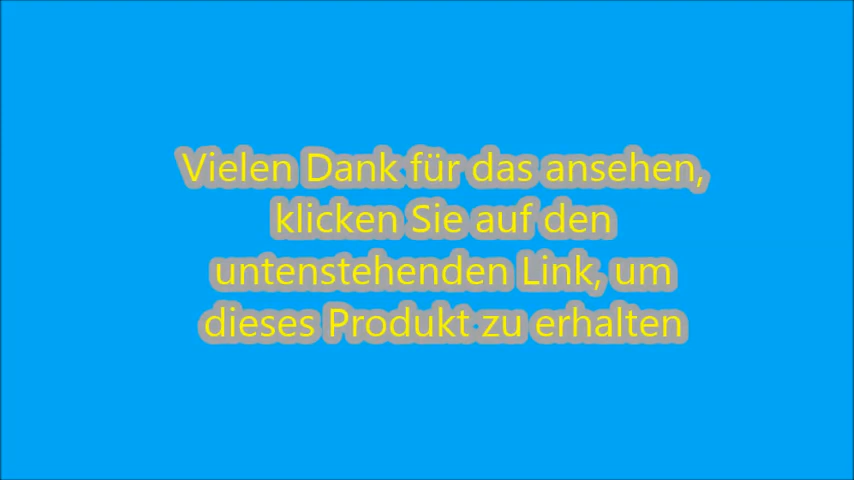 Vielen Dank für das ansehen,
klicken Sie auf den
untenstehenden Link, um
dieses Produkt zu erhalten